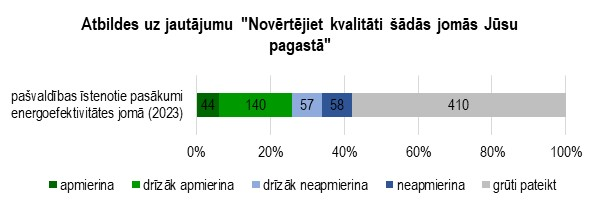 Atbildes uz jautājumu "Novērtējiet kvalitāti šādās jomās Jūsu
pagastā"
pašvaldības īstenotie pasākumi
energoefektivitātes jomā (2023)
44 140 57 58 410
0% 20% 40% 60% 80% 100%
apmierina drīzāk apmierina drīzāk neapmierina neapmierina grūti pateikt